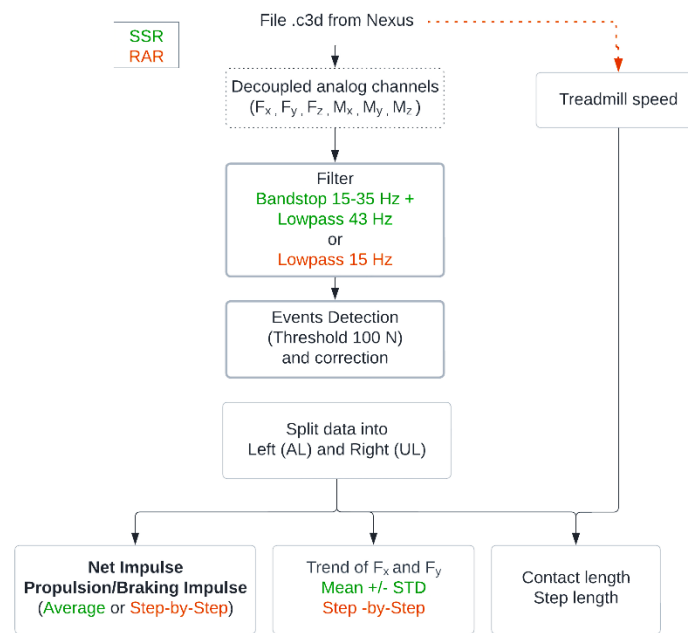 SSR
RAR
File .c3d from Nexus
Decoupled analog channels
(Fx , Fy , Fz , Mx , My , Mz )
Treadmill speed
Filter
Bandstop 15-35 Hz +
Lowpass 43 Hz
or
Lowpass 15 Hz
Events Detection
(Threshold 100 N)
and correction
Split data into
Left (AL) and Right (UL)
Net Impulse
Propulsion/Braking Impulse
(Average or Step-by-Step)
Trend of Fx and Fy
Mean +/- STD
Step -by-Step
Contact length
Step length